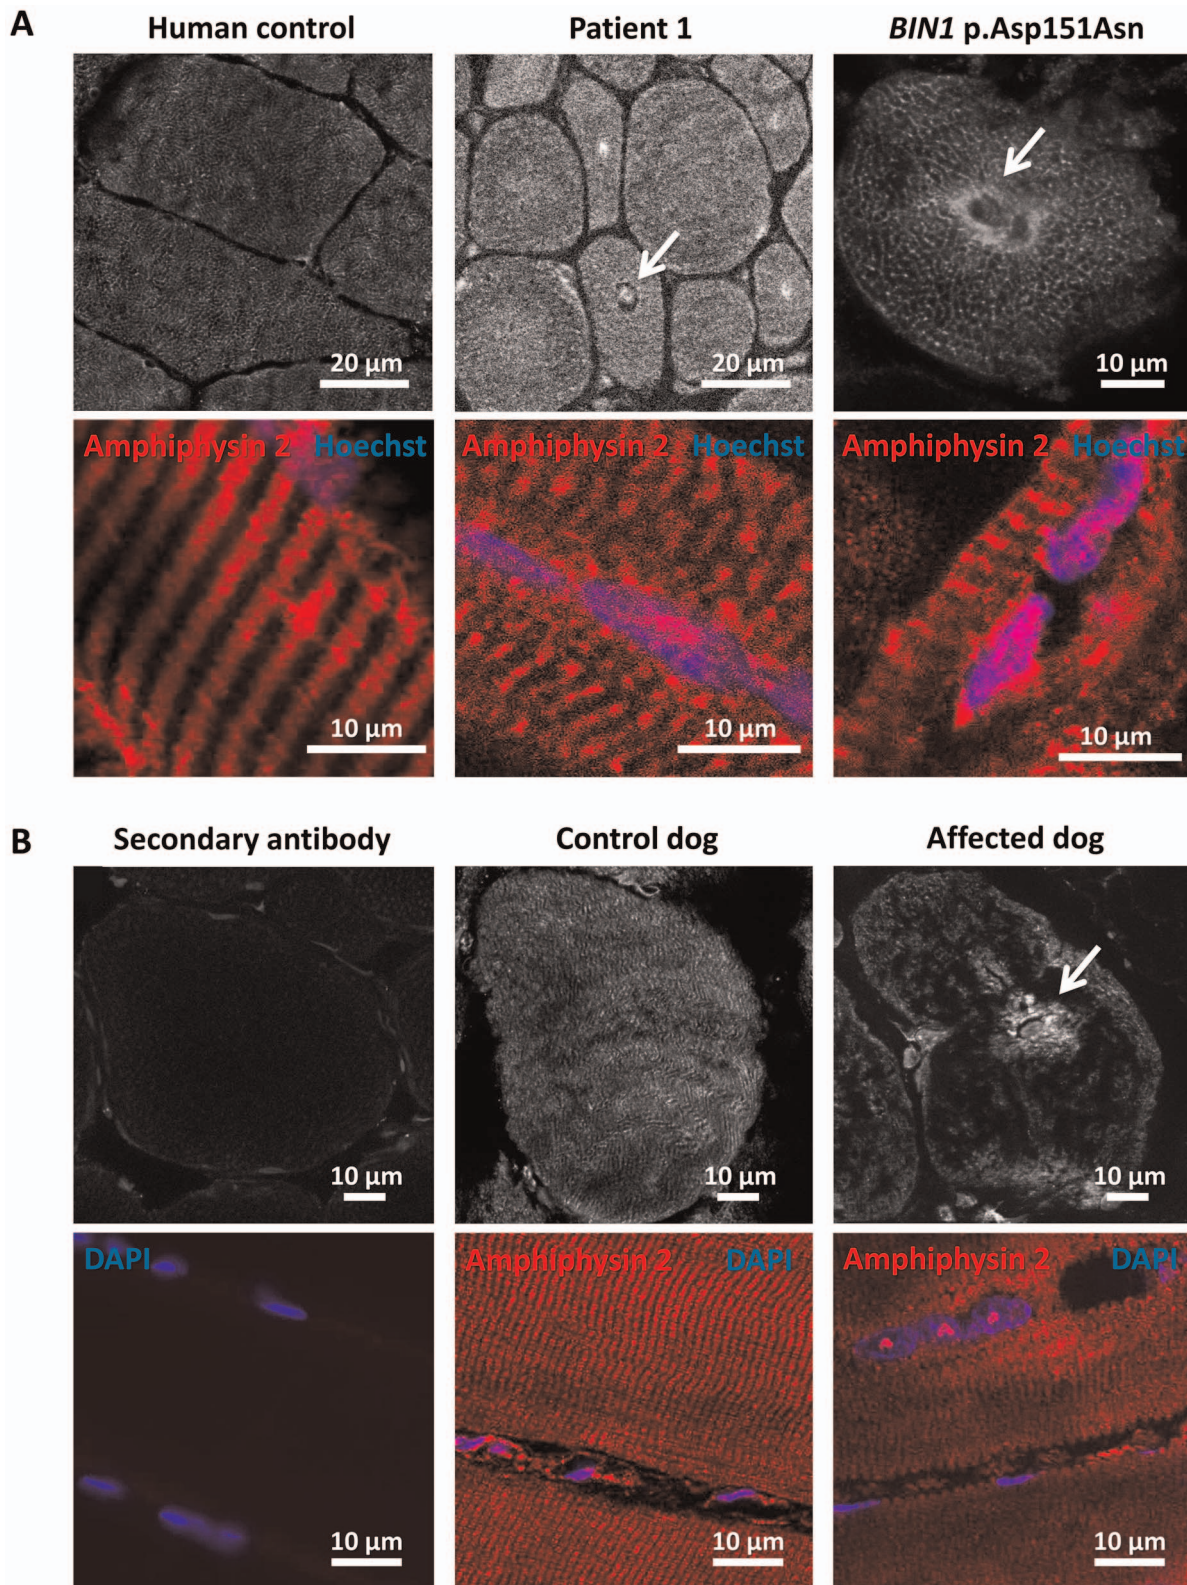 A
Human control
Patient 1
BIN1 p.Asp151Asn
20 µm
20 µm
10 µm
Amphiphysin 2 Hoechst
Amphiphysin 2 Hoechst
Amphiphysin 2 Hoechst
10 µm
10 µm
10 µm
B
Secondary antibody
Control dog
Affected dog
10 µm
10 µm
10 µm
DAPI
Amphiphysin 2 DAPI
Amphiphysin 2 DAPI
10 µm
10 µm
10 µm